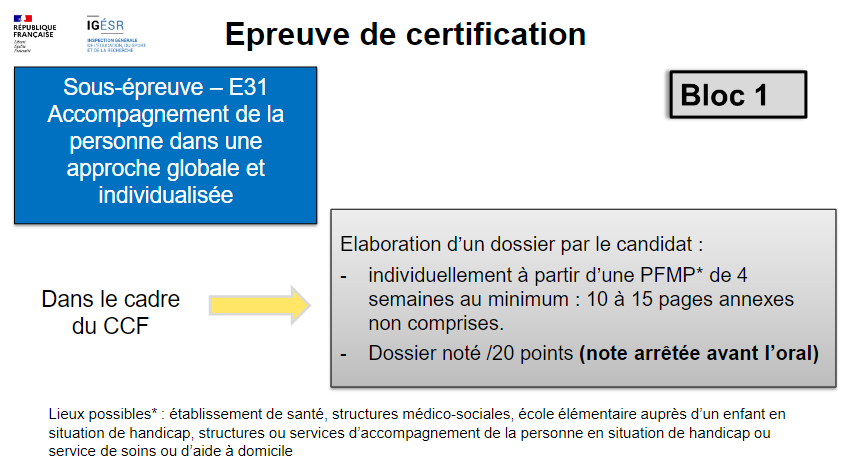 RÉPUBLIQUE
FRANÇAISE
Liberté
Égalité
Fraternité
IGÉSR
INSPECTION GÉNÉRALE
DE L'ÉDUCATION, DU SPORT
ET DE LA RECHERCHE
Epreuve de certification
Sous-épreuve – E31
Accompagnement de la
personne dans une
approche globale et
individualisée
Bloc 1
Elaboration d'un dossier par le candidat :
- individuellement à partir d'une PFMP* de 4
semaines au minimum : 10 à 15 pages annexes
non comprises.
- Dossier noté /20 points (note arrêtée avant l'oral)
Dans le cadre
du CCF
Lieux possibles* : établissement de santé, structures médico-sociales, école élémentaire auprès d'un enfant en
situation de handicap, structures ou services d'accompagnement de la personne en situation de handicap ou
service de soins ou d'aide à domicile